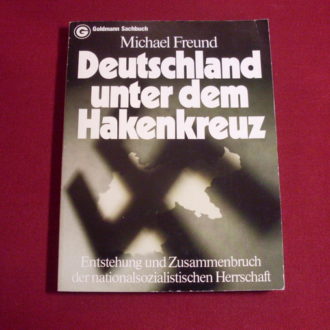 G Goldmann Sachbuch
Michael Freund
Deutschland
unter dem
Hakenkreuz
Entstehung und Zusammenbruch
der nationalsozialistischen Herrschaft